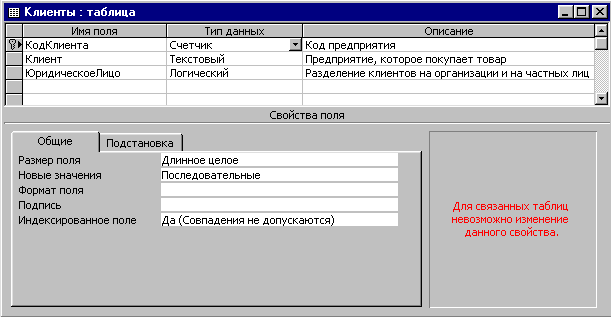 Клиенты : таблица
Имя поля Тип данных Описание
КодКлиента Счетчик Код предприятия
Клиент Текстовый Предприятие, которое покупает товар
ЮридическоеЛицо Логический Разделение клиентов на организации и на частных лиц
Свойства поля
Общие Подстановка
Размер поля Длинное целое
Новые значения Последовательные
Формат поля
Подпись
Индексированное поле Да (Совпадения не допускаются)
Для связанных таблиц
невозможно изменение
данного свойства.